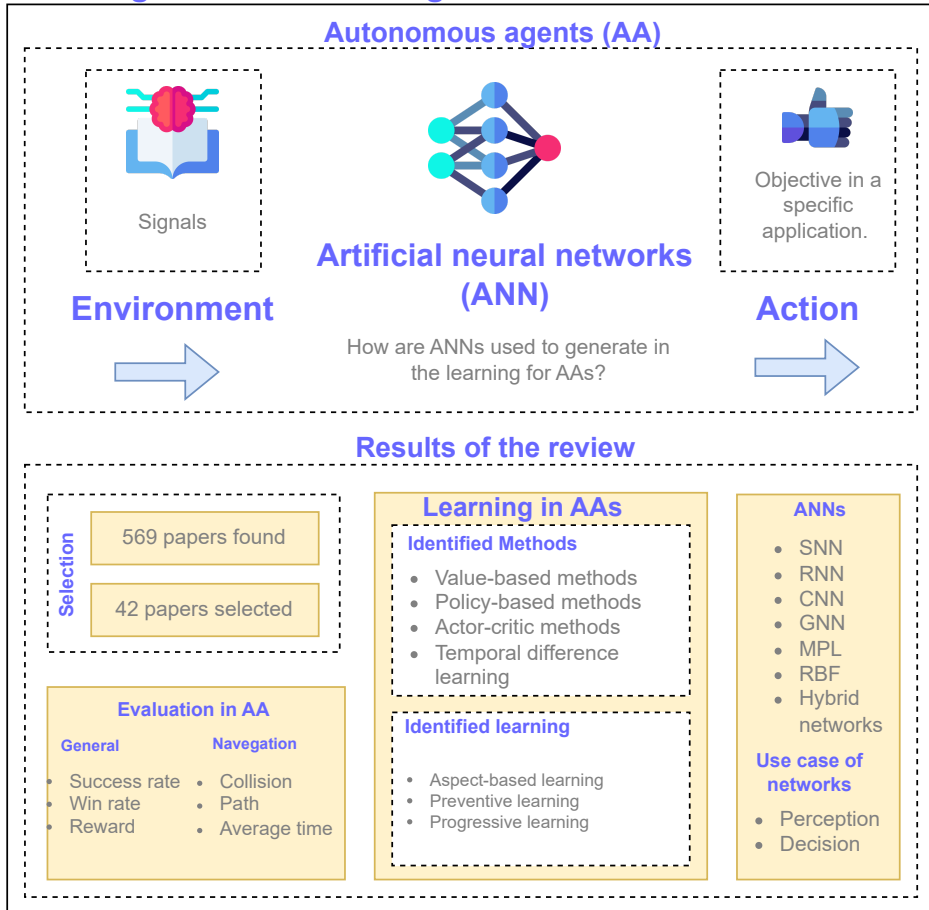 Autonomous agents (AA)
Signals
Environment
Artificial neural networks
(ANN)
How are ANNs used to generate in
the learning for AAs?
Objective in a
specific
application.
Action
Results of the review
Selection
569 papers found
42 papers selected
Evaluation in AA
General
• Success rate
• Win rate
• Reward
Navegation
• Collision
• Path
• Average time
Learning in AAs
Identified Methods
• Value-based methods
• Policy-based methods
• Actor-critic methods
• Temporal difference
learning
Identified learning
• Aspect-based learning
• Preventive learning
• Progressive learning
ANNs
• SNN
• RNN
• CNN
• GNN
• MPL
• RBF
• Hybrid
networks
Use case of
networks
• Perception
• Decision